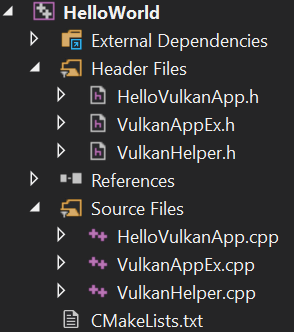 HelloWorld
External Dependencies
Header Files
HelloVulkanApp.h
VulkanAppEx.h
VulkanHelper.h
References
Source Files
HelloVulkanApp.cpp
VulkanAppEx.cpp
VulkanHelper.cpp
CMakeLists.txt